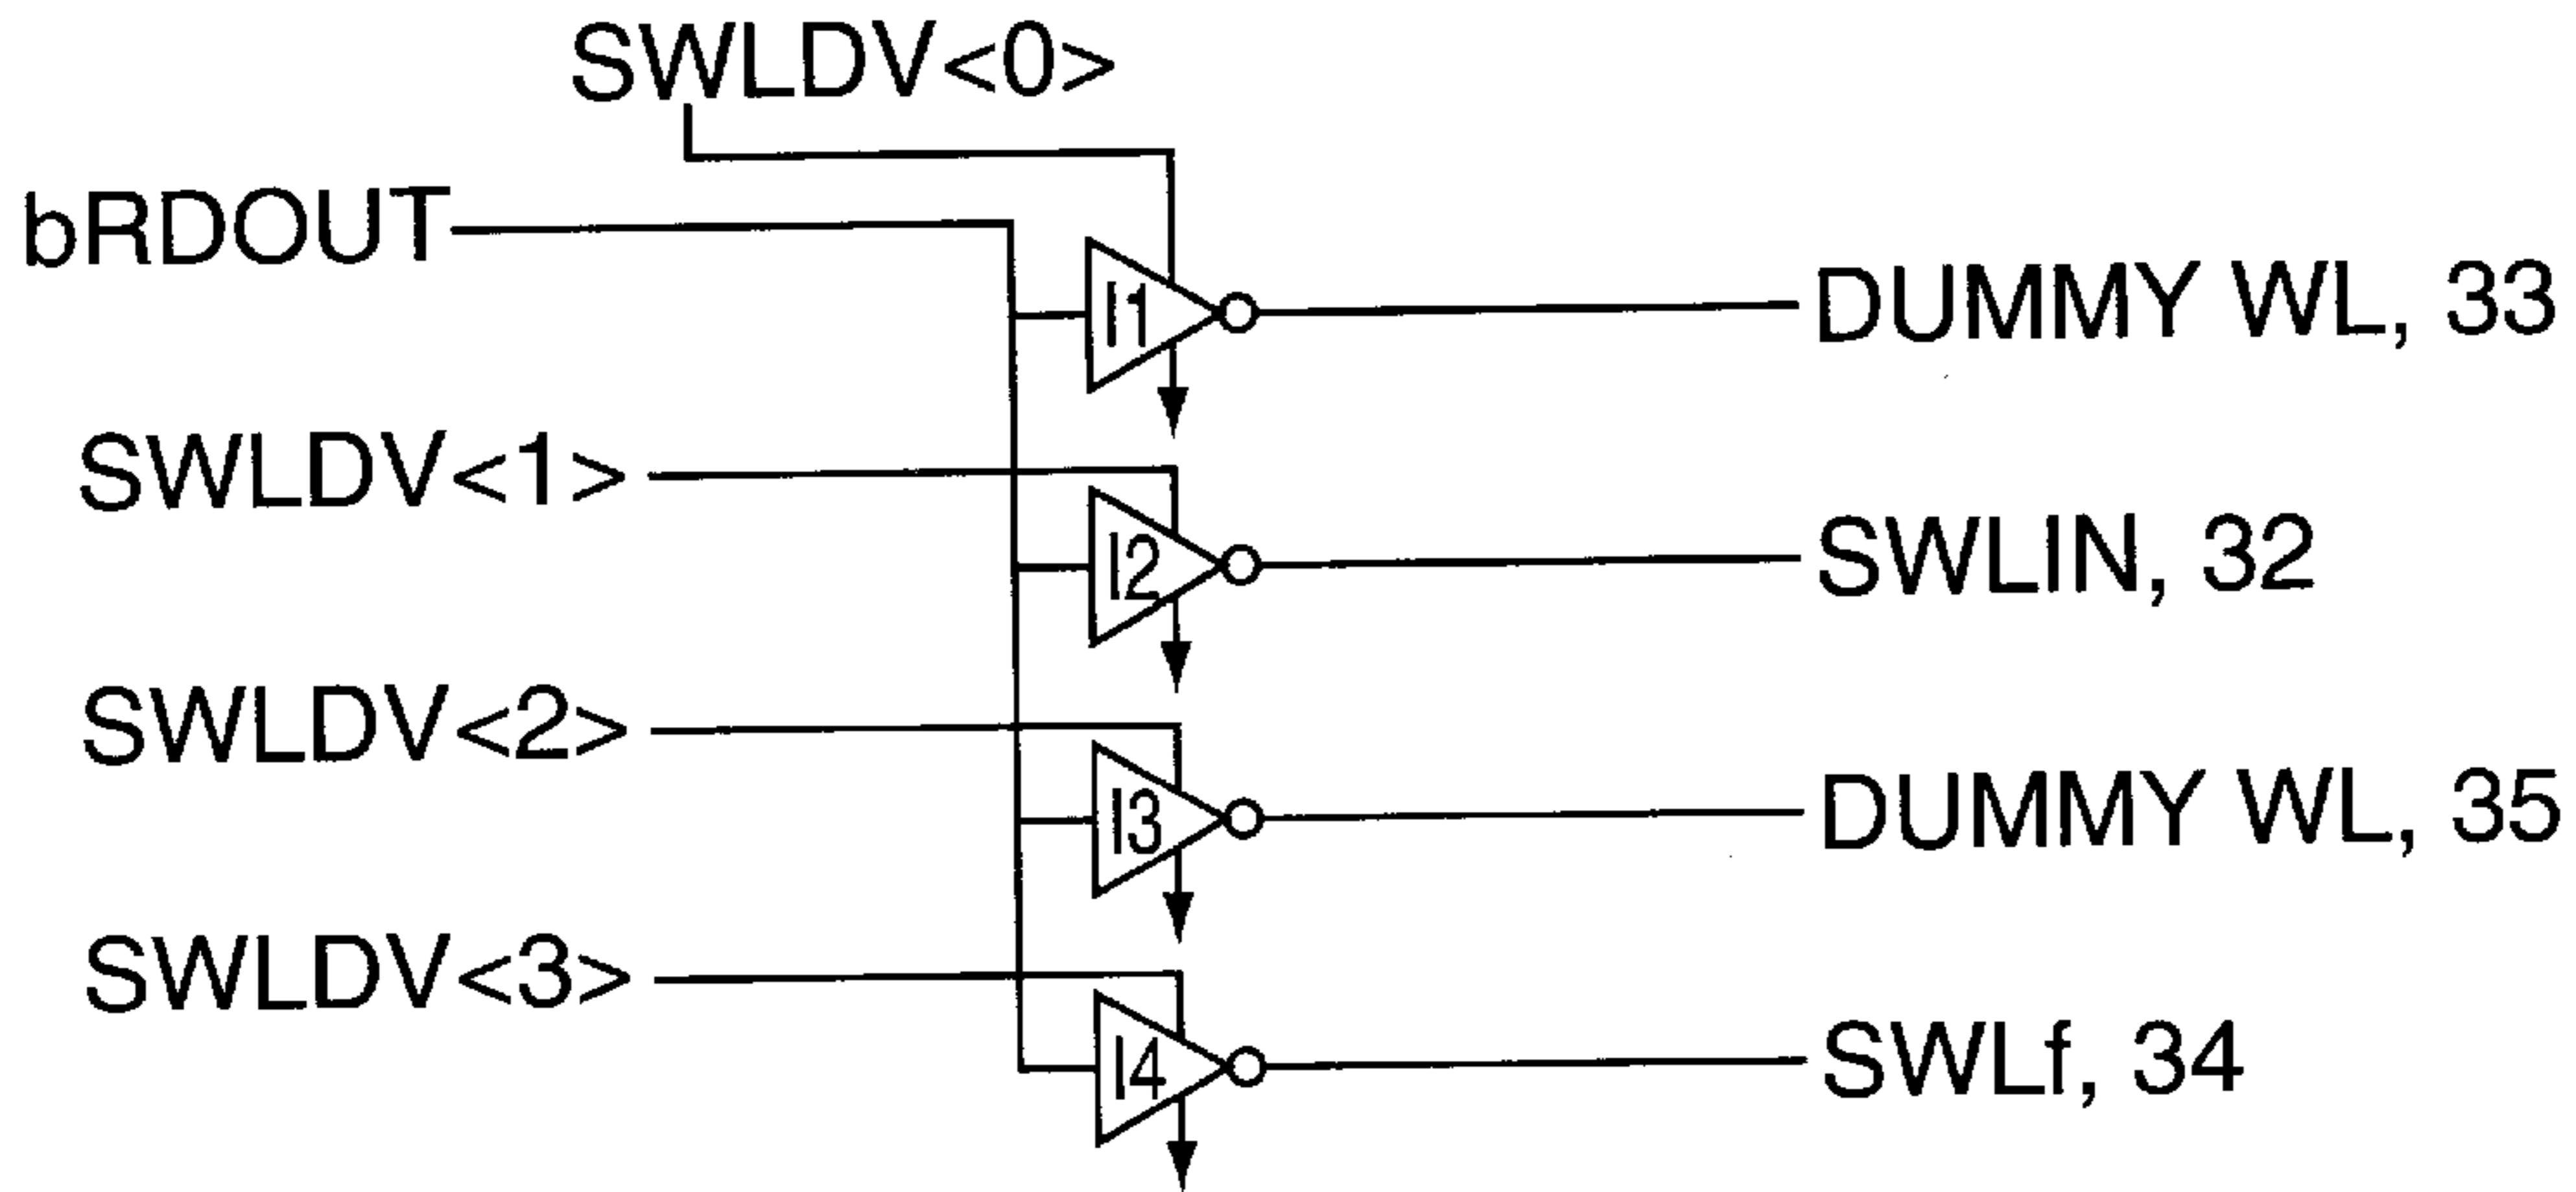 SWLDV<0>
bRDOUT
I1
DUMMY WL, 33
SWLDV<1>
I2
SWLIN, 32
SWLDV<2>
I3
DUMMY WL, 35
SWLDV<3>
I4
SWLf, 34